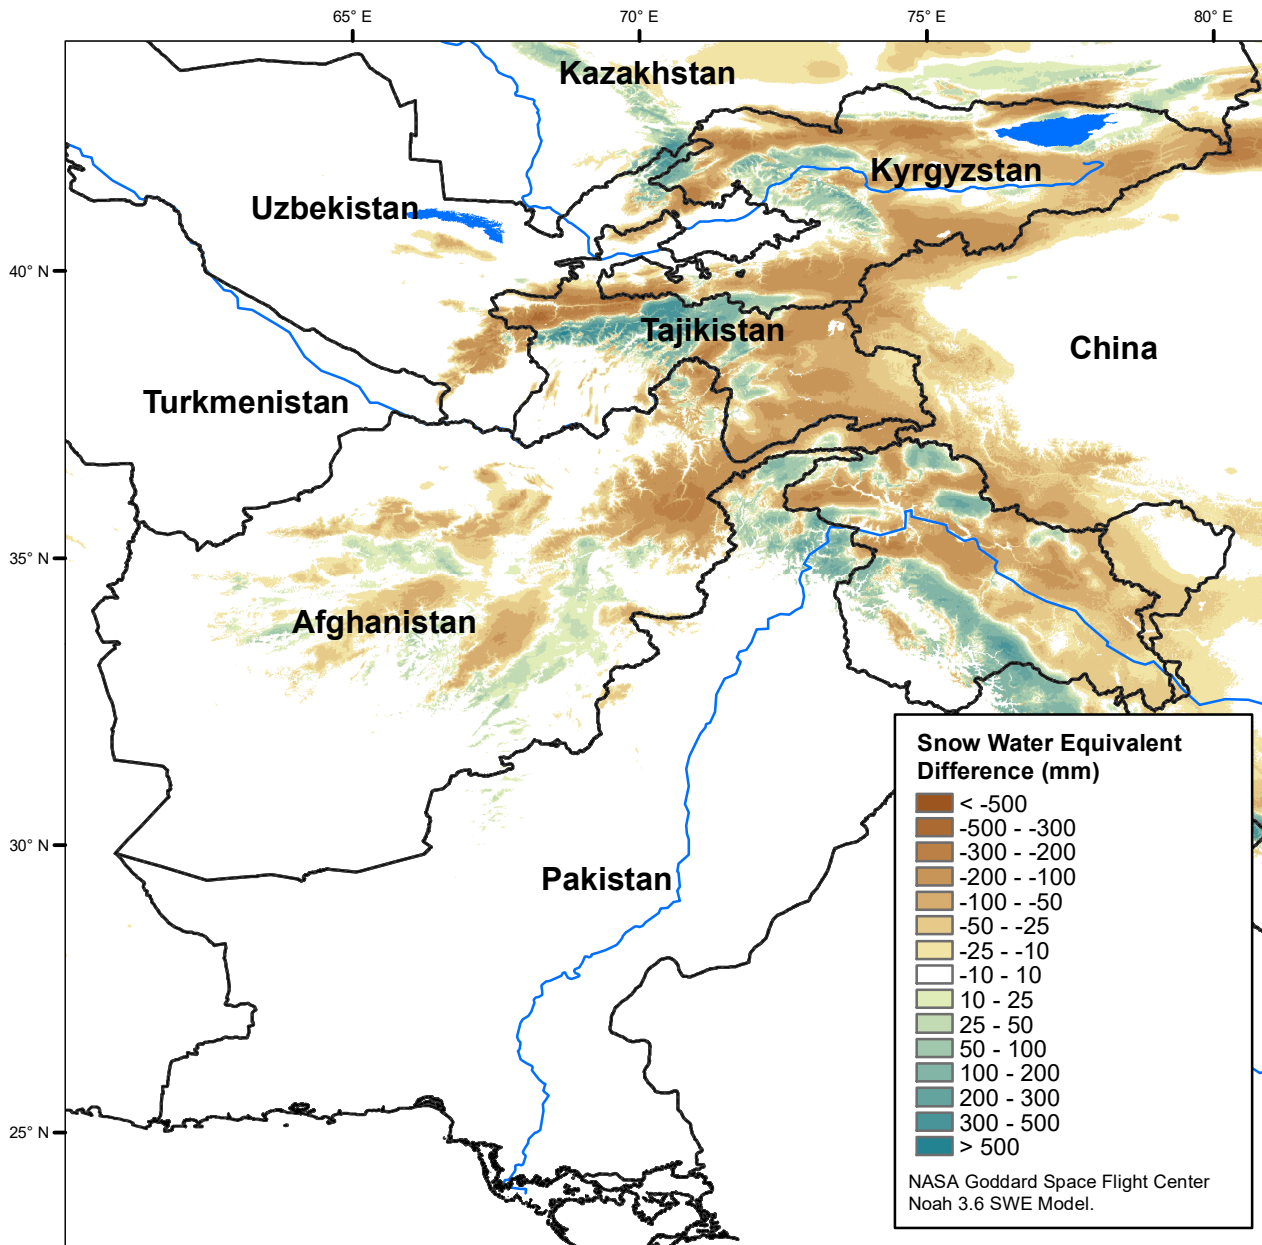 65° E
70° E
75° E
80° E
Kazakhstan
Kyrgyzstan
Uzbekistan
40° N
Tajikistan
China
Turkmenistan
35° N
Afghanistan
Snow Water Equivalent
Difference (mm)
< -500
-500 - -300
-300 - -200
-200 - -100
-100 - -50
-50 - -25
-25 - -10
-10 - 10
10 - 25
25 - 50
50 - 100
100 - 200
200 - 300
300 - 500
> 500
30° N
Pakistan
25° N
NASA Goddard Space Flight Center
Noah 3.6 SWE Model.